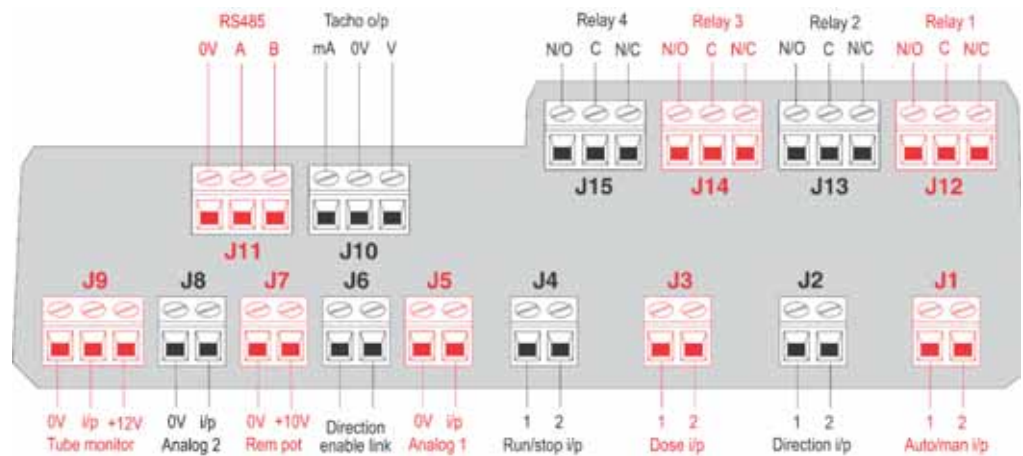 RS485 Tacho o/p Relay 4 Relay 3 Relay 2 Relay 1
0V A B mA 0V V N/O C N/C N/O C N/C N/O C N/C N/O C N/C
J15 J14 J13 J12
J11 J10
J9 J8 J7 J6 J5 J4 J3 J2 J1
0V i/p +12V 0V i/p 0V +10V Direction 0V i/p 1 2 1 2 1 2 1 2
Tube monitor Analog 2 Rem pot enable link Analog 1 Run/stop i/p Dose i/p Direction i/p Auto/man i/p